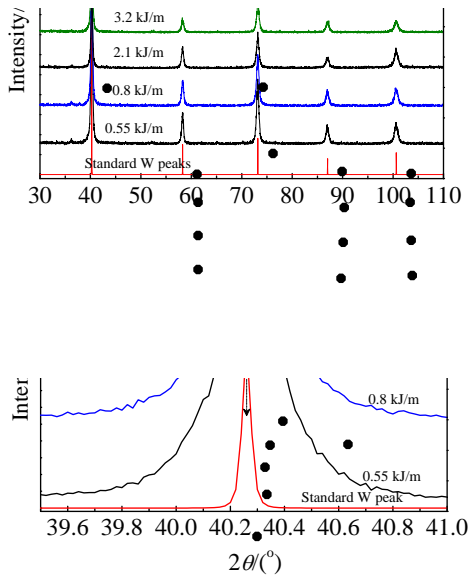 Intensity/
3.2 kJ/m
2.1 kJ/m
0.8 kJ/m
0.55 kJ/m
Standard W peaks
30 40 50 60 70 80 90 100 110
0.8 kJ/m
0.55 kJ/m
Standard W peak
39.6 39.8 40.0 40.2 40.4 40.6 40.8 41.0
2θ/(°)